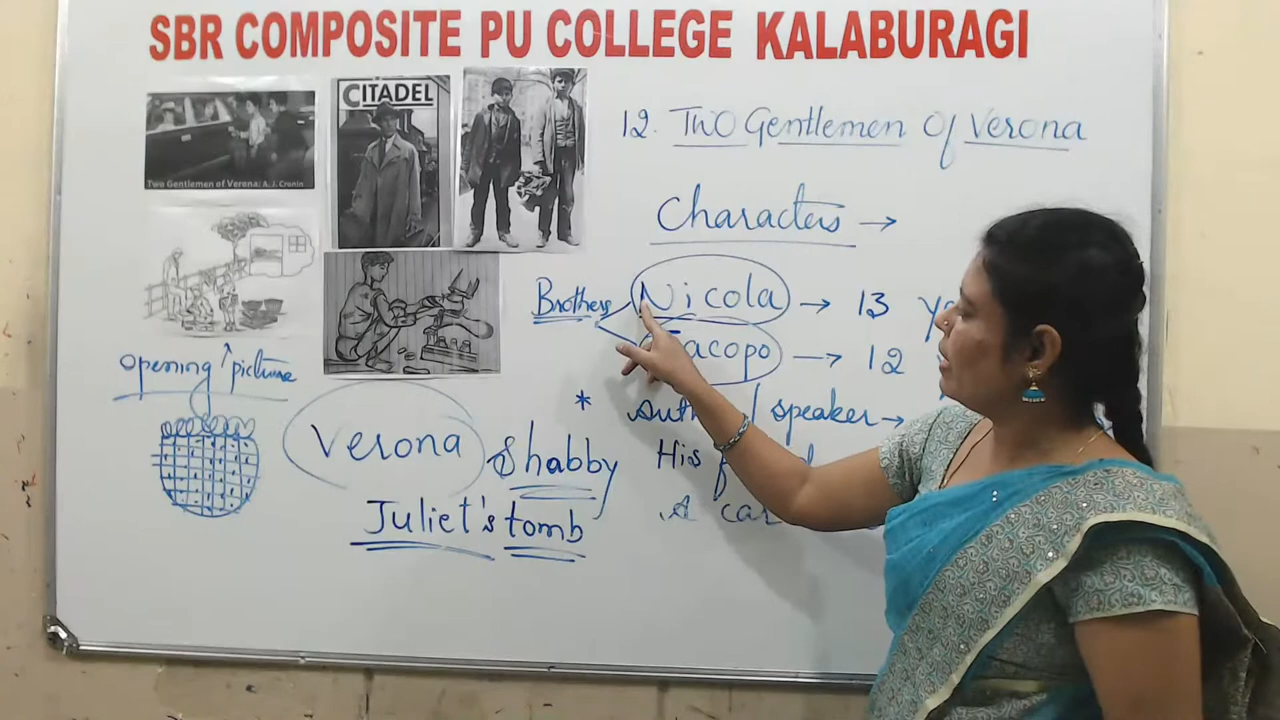 SBR COMPOSITE PU COLLEGE KALABURAGI
CITADEL
Two Gentlemen of Verona: A. J. Cronin
12. Two Gentlemen Of Verona
Characters →
Brothers
Nicola → 13
Jacopo → 12
* speaker →
His
A car
opening picture
Verona
shabby
Juliet's tomb